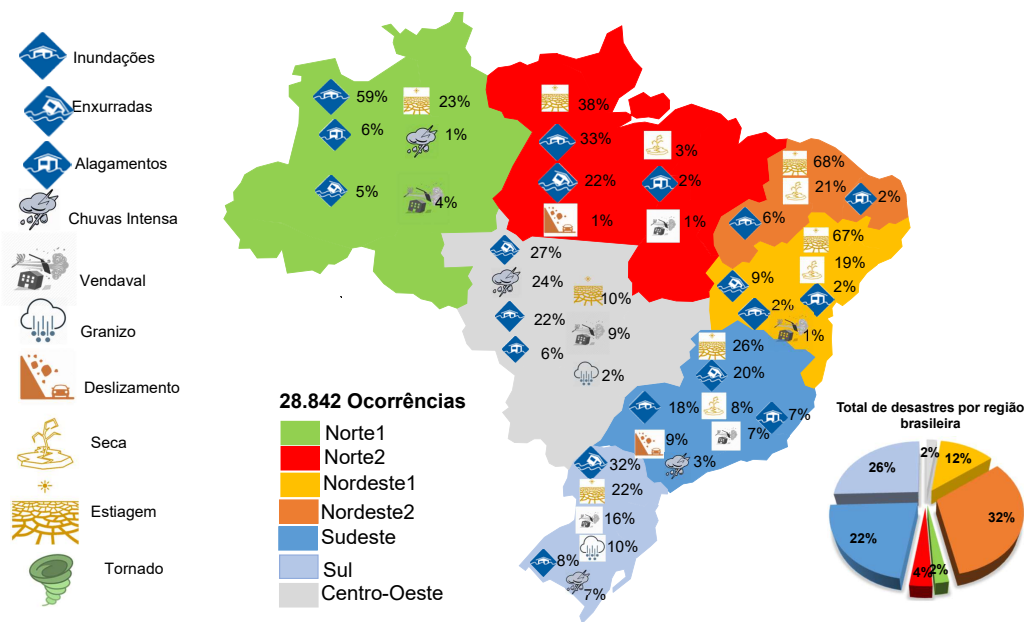 Inundações
Enxurradas
Alagamentos
Chuvas Intensa
Vendaval
Granizo
Deslizamento
Seca
Estiagem
Tornado
59%
23%
6%
1%
5%
4%
38%
33%
3%
22%
2%
1%
1%
68%
21%
2%
6%
67%
19%
9%
2%
2%
1%
27%
24%
10%
22%
9%
6%
2%
26%
20%
18%
8%
7%
9%
7%
3%
32%
22%
16%
10%
8%
7%
28.842 Ocorrências
Norte1
Norte2
Nordeste1
Nordeste2
Sudeste
Sul
Centro-Oeste
Total de desastres por região
brasileira
2%
12%
26%
32%
22%
4%
2%